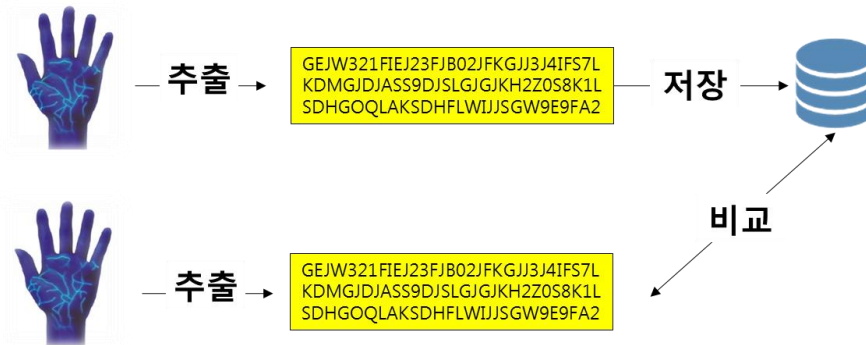 추출
GEJW321FIEJ23FJB02JFKGJJ3J4IFS7L
KDMGJDJASS9DJSLGJGJKH2Z0S8K1L
SDHGOQLAKSDHFLWIJJSGW9E9FA2
저장
비교
추출
GEJW321FIEJ23FJB02JFKGJJ3J4IFS7L
KDMGJDJASS9DJSLGJGJKH2Z0S8K1L
SDHGOQLAKSDHFLWIJJSGW9E9FA2